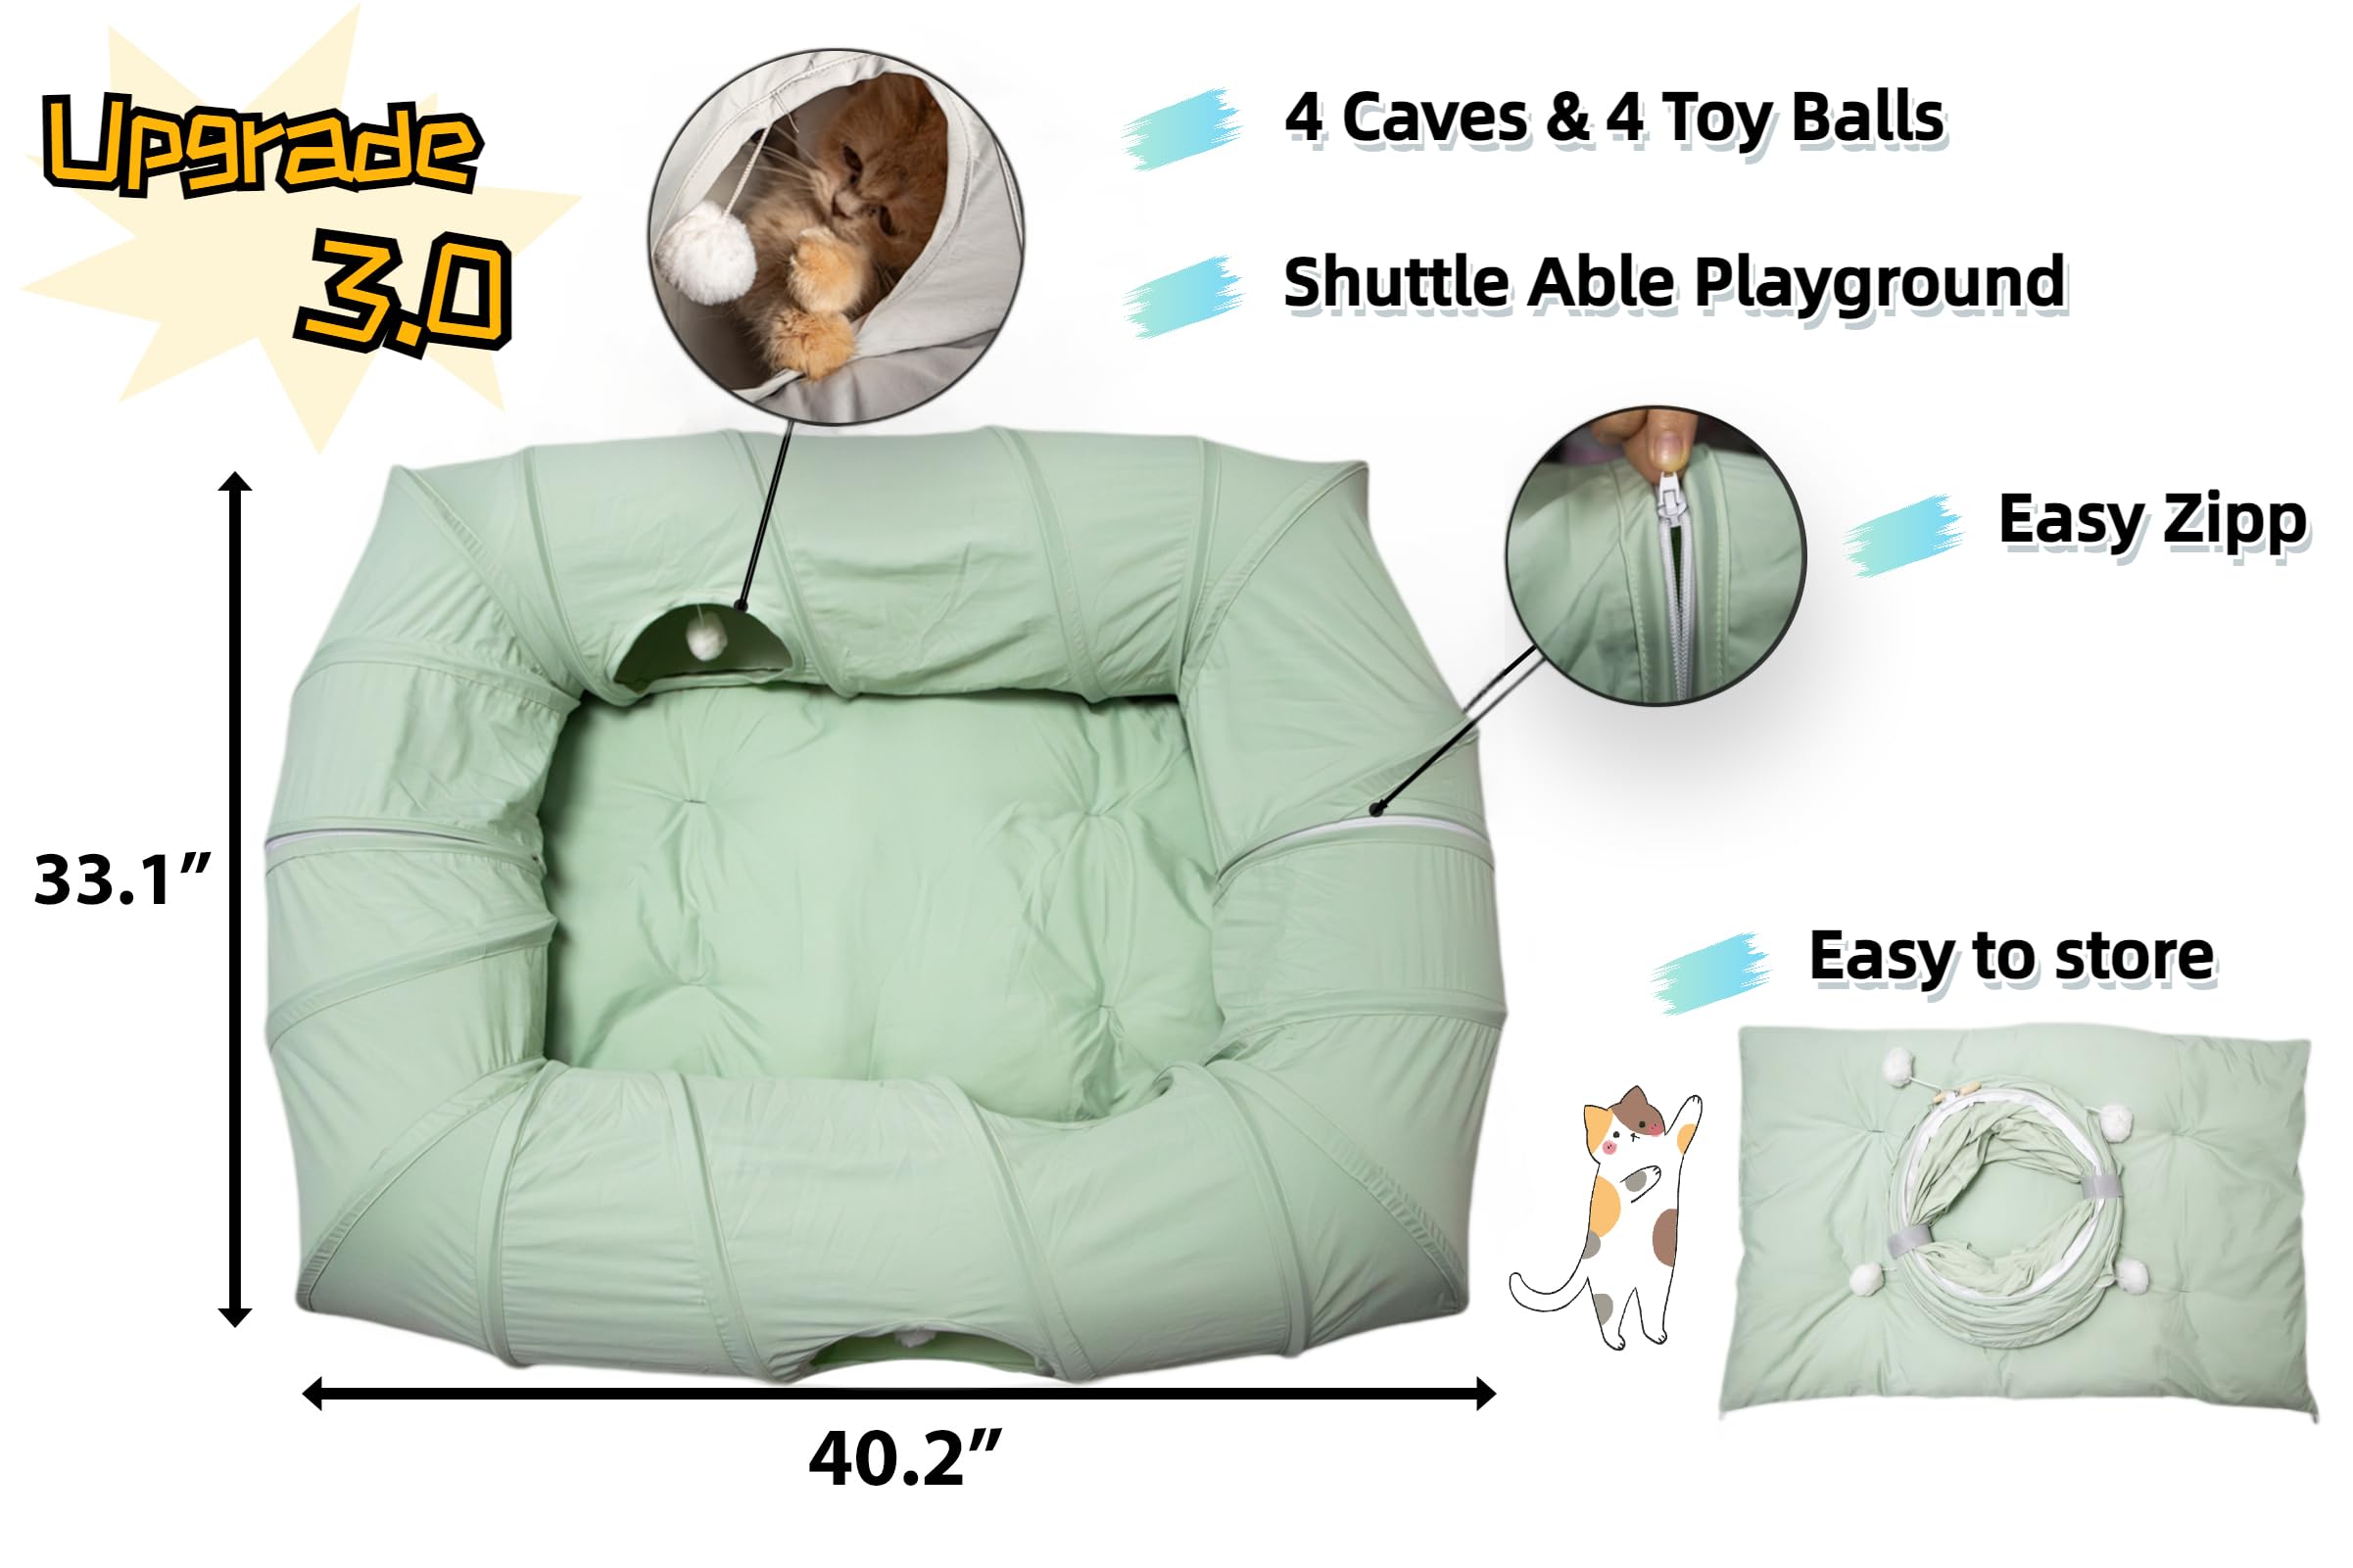 Upgrade
3.0
4 Caves & 4 Toy Balls
Shuttle Able Playground
Easy Zipp
33.1”
Easy to store
40.2”